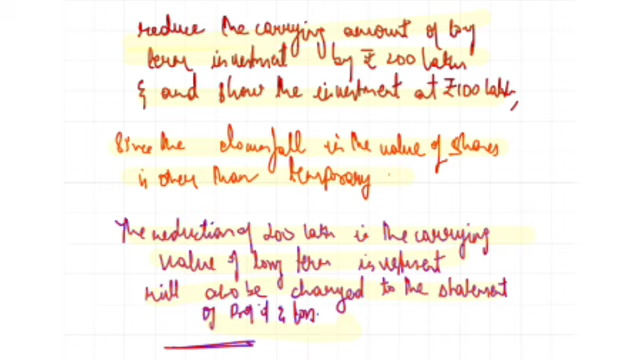 reduce the carrying amount of long
term investment by ₹ 200 lakhs
& and show the investment at ₹100 lakh,
Since the downfall in the value of shares
is other than temporary.
The reduction of 200 lakh in the carrying
value of long term investment
will also be charged to the statement
of Profit & loss.